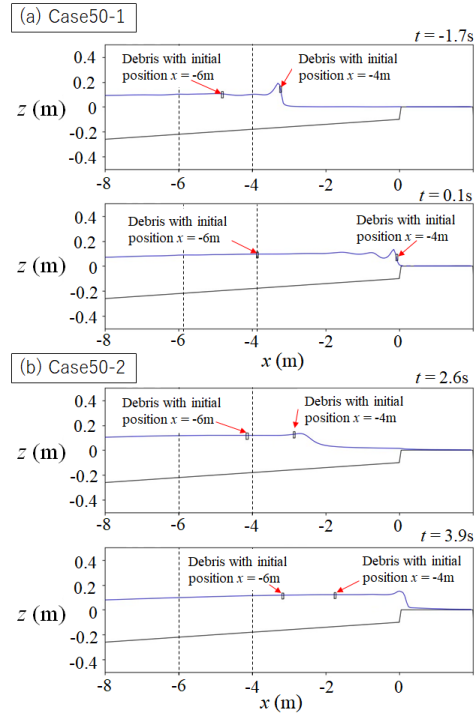 (a) Case50-1
t = -1.7s
0.4
0.2
0
-0.2
-0.4
z (m)
Debris with initial
position x = -6m
Debris with initial
position x = -4m
-8
-6
-4
-2
0
t = 0.1s
0.4
0.2
0
-0.2
-0.4
z (m)
Debris with initial
position x = -6m
Debris with initial
position x = -4m
-8
-6
-4
-2
0
x (m)
(b) Case50-2
t = 2.6s
0.4
0.2
0
-0.2
-0.4
z (m)
Debris with initial
position x = -6m
Debris with initial
position x = -4m
-8
-6
-4
-2
0
t = 3.9s
0.4
0.2
0
-0.2
-0.4
z (m)
Debris with initial
position x = -6m
Debris with initial
position x = -4m
-8
-6
-4
-2
0
x (m)